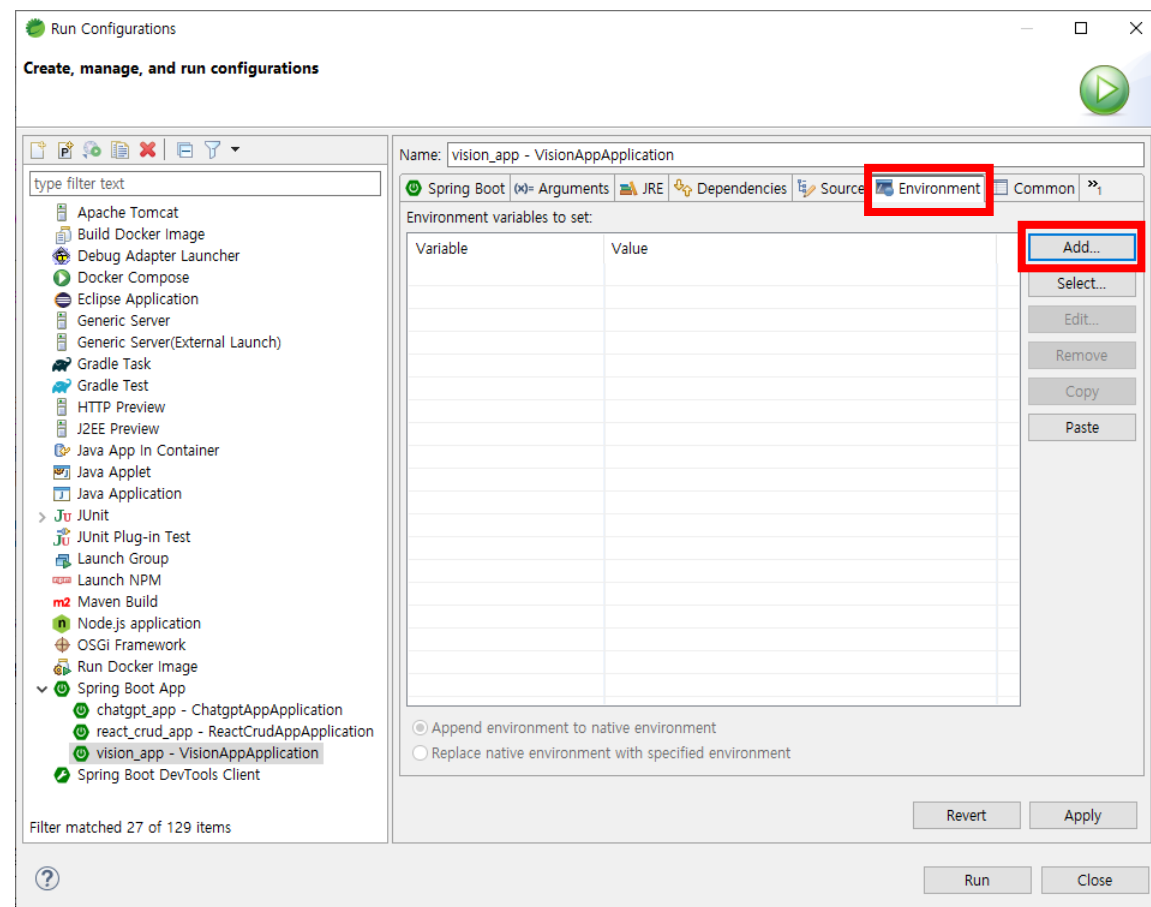 Run Configurations
Create, manage, and run configurations
type filter text
Apache Tomcat
Build Docker Image
Debug Adapter Launcher
Docker Compose
Eclipse Application
Generic Server
Generic Server(External Launch)
Gradle Task
Gradle Test
HTTP Preview
J2EE Preview
Java App In Container
Java Applet
Java Application
JUnit
JUnit Plug-in Test
Launch Group
Launch NPM
Maven Build
Node.js application
OSGi Framework
Run Docker Image
Spring Boot App
chatgpt_app - ChatgptAppApplication
react_crud_app - ReactCrudAppApplication
vision_app - VisionAppApplication
Spring Boot DevTools Client
Filter matched 27 of 129 items
Name: vision_app - VisionAppApplication
Spring Boot (x)= Arguments JRE Dependencies Source Environment Common »1
Environment variables to set:
Variable Value
Add...
Select...
Edit...
Remove
Copy
Paste
Append environment to native environment
Replace native environment with specified environment
Revert Apply
Run Close